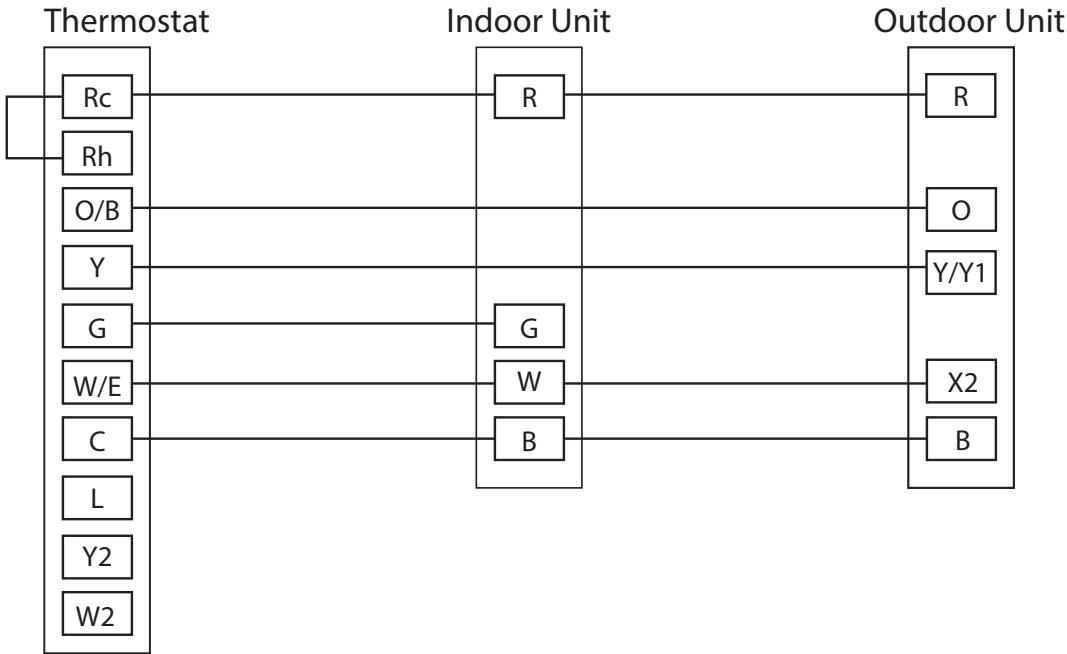 Thermostat Indoor Unit Outdoor Unit
Rc R R
Rh
O/B O
Y Y/Y1
G G
W/E W X2
C B B
L
Y2
W2